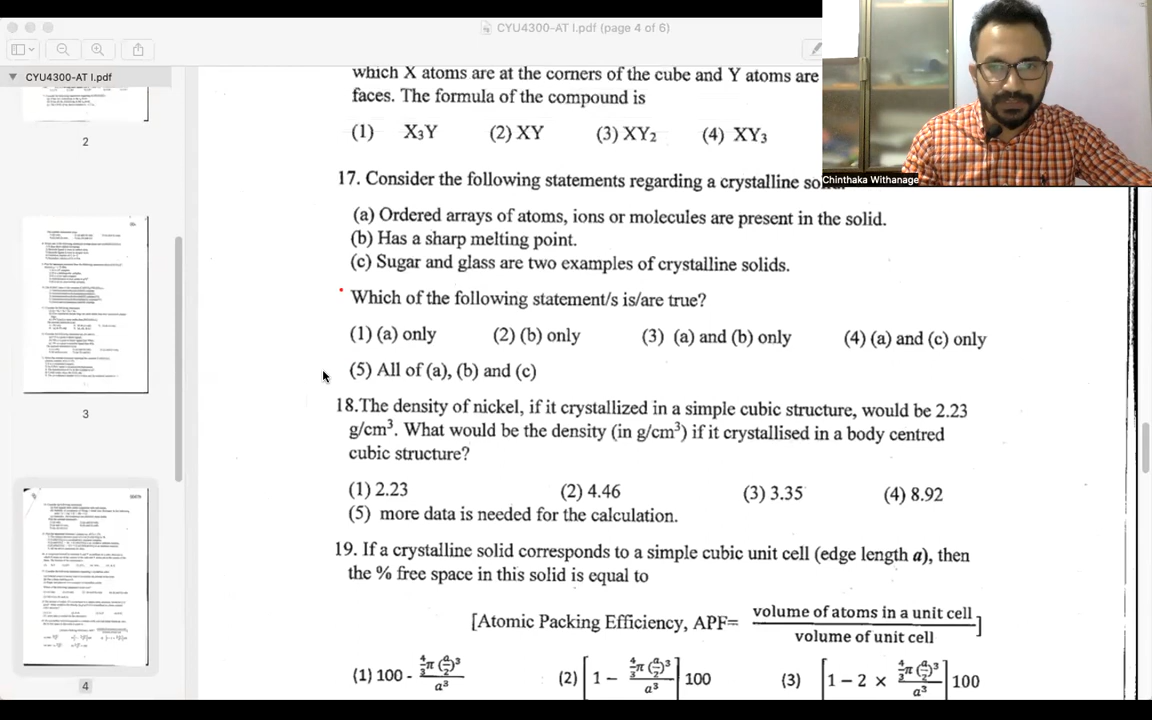 CYU4300-AT I.pdf (page 4 of 6)
CYU4300-AT I.pdf
2
3
4
Chinthaka Withanage
which X atoms are at the corners of the cube and Y atoms are
faces. The formula of the compound is
(1) X₃Y (2) XY (3) XY₂ (4) XY₃
17. Consider the following statements regarding a crystalline
(a) Ordered arrays of atoms, ions or molecules are present in the solid.
(b) Has a sharp melting point.
(c) Sugar and glass are two examples of crystalline solids.
Which of the following statement/s is/are true?
(1) (a) only (2) (b) only (3) (a) and (b) only (4) (a) and (c) only
(5) All of (a), (b) and (c)
18.The density of nickel, if it crystallized in a simple cubic structure, would be 2.23
g/cm³. What would be the density (in g/cm³) if it crystallised in a body centred
cubic structure?
(1) 2.23 (2) 4.46 (3) 3.35 (4) 8.92
(5) more data is needed for the calculation.
19. If a crystalline solid corresponds to a simple cubic unit cell (edge length a), then
the % free space in this solid is equal to
[Atomic Packing Efficiency, APF= volume of atoms in a unit cell / volume of unit cell]
(1) 100 - 4/3 π (a/2)³ / a³ (2) [1 - 4/3 π (a/2)³ / a³] 100 (3) [1 - 2 × 4/3 π (a/2)³ / a³] 100